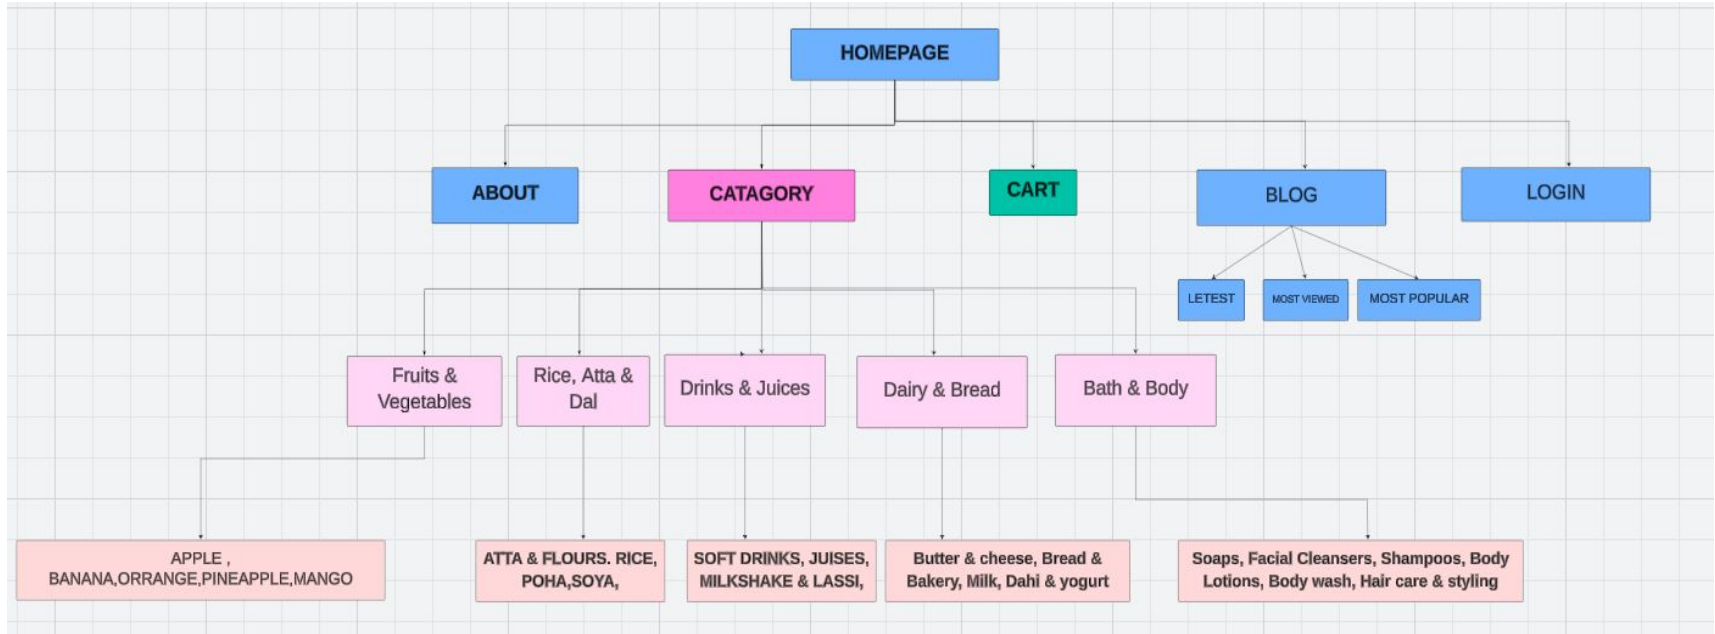 HOMEPAGE
ABOUT
CATAGORY
CART
BLOG
LOGIN
LETEST
MOST VIEWED
MOST POPULAR
Fruits &
Vegetables
Rice, Atta &
Dal
Drinks & Juices
Dairy & Bread
Bath & Body
APPLE ,
BANANA,ORRANGE,PINEAPPLE,MANGO
ATTA & FLOURS. RICE,
POHA,SOYA,
SOFT DRINKS, JUISES,
MILKSHAKE & LASSI,
Butter & cheese, Bread &
Bakery, Milk, Dahi & yogurt
Soaps, Facial Cleansers, Shampoos, Body
Lotions, Body wash, Hair care & styling